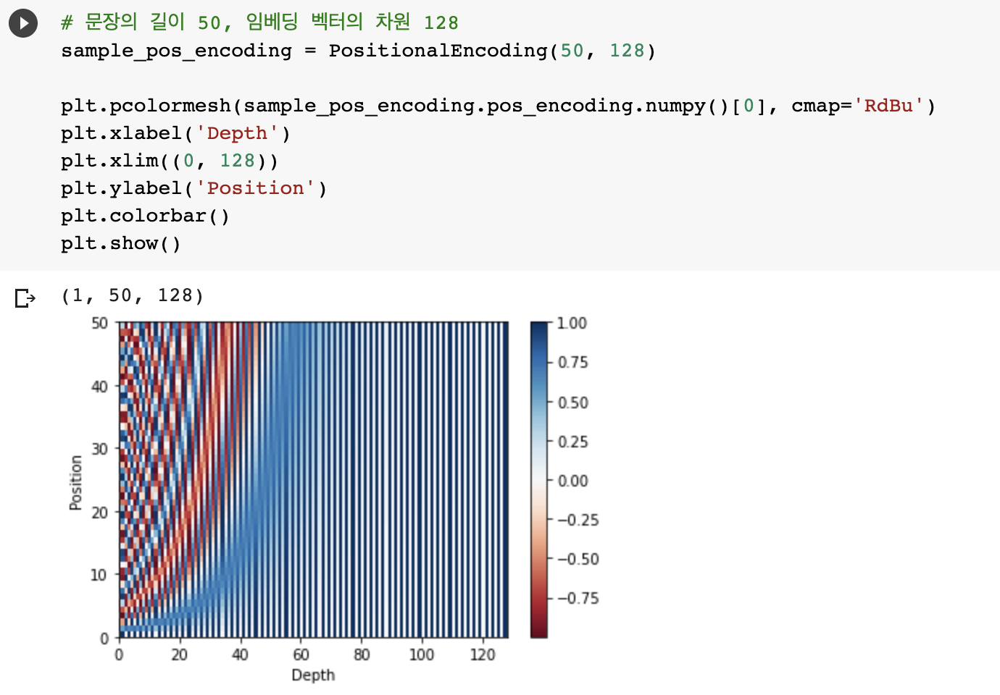 # 문장의 길이 50, 임베딩 벡터의 차원 128
sample_pos_encoding = PositionalEncoding(50, 128)
plt.pcolormesh(sample_pos_encoding.pos_encoding.numpy()[0], cmap='RdBu')
plt.xlabel('Depth')
plt.xlim((0, 128))
plt.ylabel('Position')
plt.colorbar()
plt.show()
(1, 50, 128)
50
40
30
20
10
0
Position
0 20 40 60 80 100 120
Depth
1.00
0.75
0.50
0.25
0.00
−0.25
−0.50
−0.75